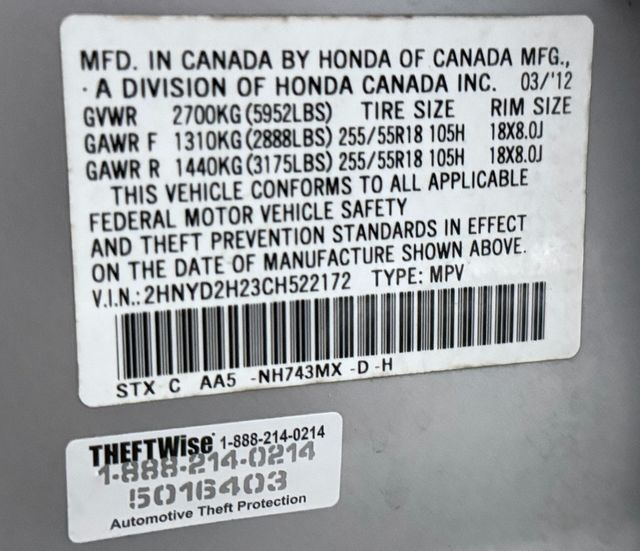 MFD. IN CANADA BY HONDA OF CANADA MFG.,
A DIVISION OF HONDA CANADA INC. 03/'12
GVWR 2700KG (5952LBS) TIRE SIZE RIM SIZE
GAWR F 1310KG (2888LBS) 255/55R18 105H 18X8.0J
GAWR R 1440KG (3175LBS) 255/55R18 105H 18X8.0J
THIS VEHICLE CONFORMS TO ALL APPLICABLE
FEDERAL MOTOR VEHICLE SAFETY
AND THEFT PREVENTION STANDARDS IN EFFECT
ON THE DATE OF MANUFACTURE SHOWN ABOVE.
V.I.N.: 2HNYD2H23CH522172 TYPE: MPV
STX C AA5 -NH743MX -D -H
THEFTWise 1-888-214-0214
1-888-214-0214
5016403
Automotive Theft Protection